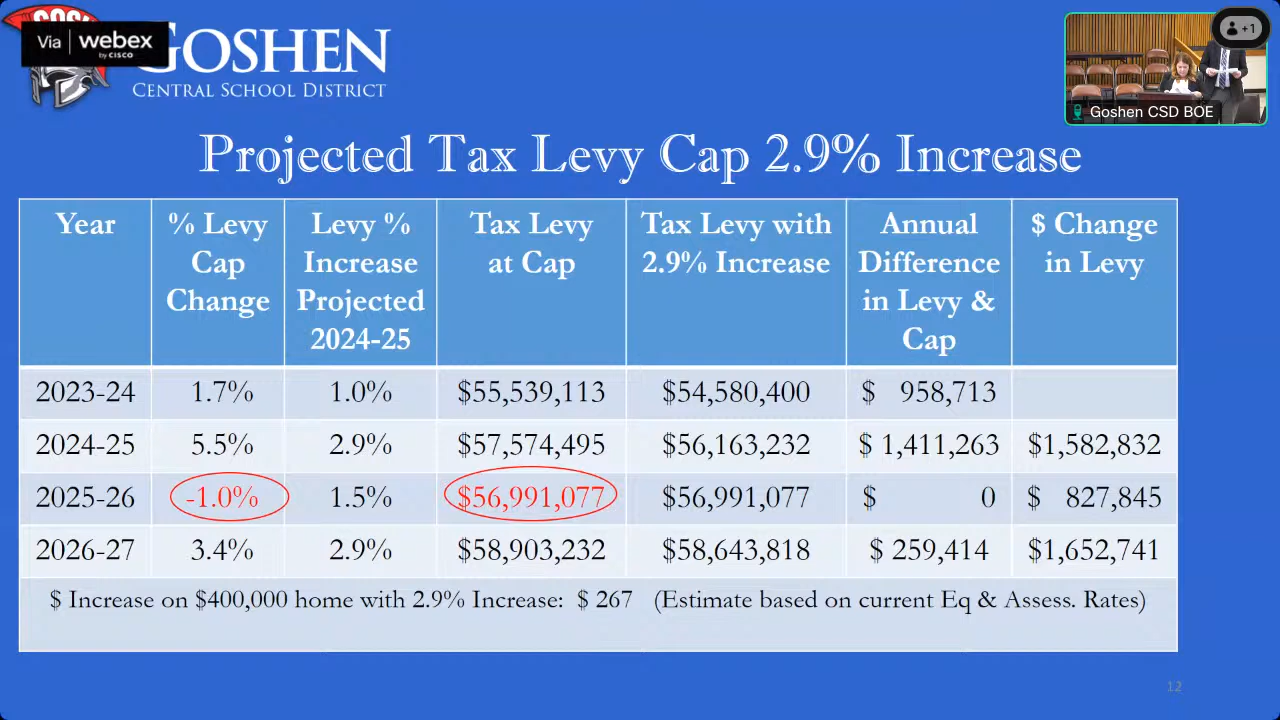 GOSHEN
Via webex
by CISCO
CENTRAL SCHOOL DISTRICT
+1
Goshen CSD BOE
Projected Tax Levy Cap 2.9% Increase
Year
% Levy
Cap
Change
Levy %
Increase
Projected
2024-25
Tax Levy
at Cap
Tax Levy with
2.9% Increase
Annual
Difference
in Levy &
Cap
$ Change
in Levy
2023-24 1.7% 1.0% $55,539,113 $54,580,400 $ 958,713
2024-25 5.5% 2.9% $57,574,495 $56,163,232 $ 1,411,263 $1,582,832
2025-26 -1.0% 1.5% $56,991,077 $56,991,077 $ 0 $ 827,845
2026-27 3.4% 2.9% $58,903,232 $58,643,818 $ 259,414 $1,652,741
$ Increase on $400,000 home with 2.9% Increase: $ 267 (Estimate based on current Eq & Assess. Rates)
12